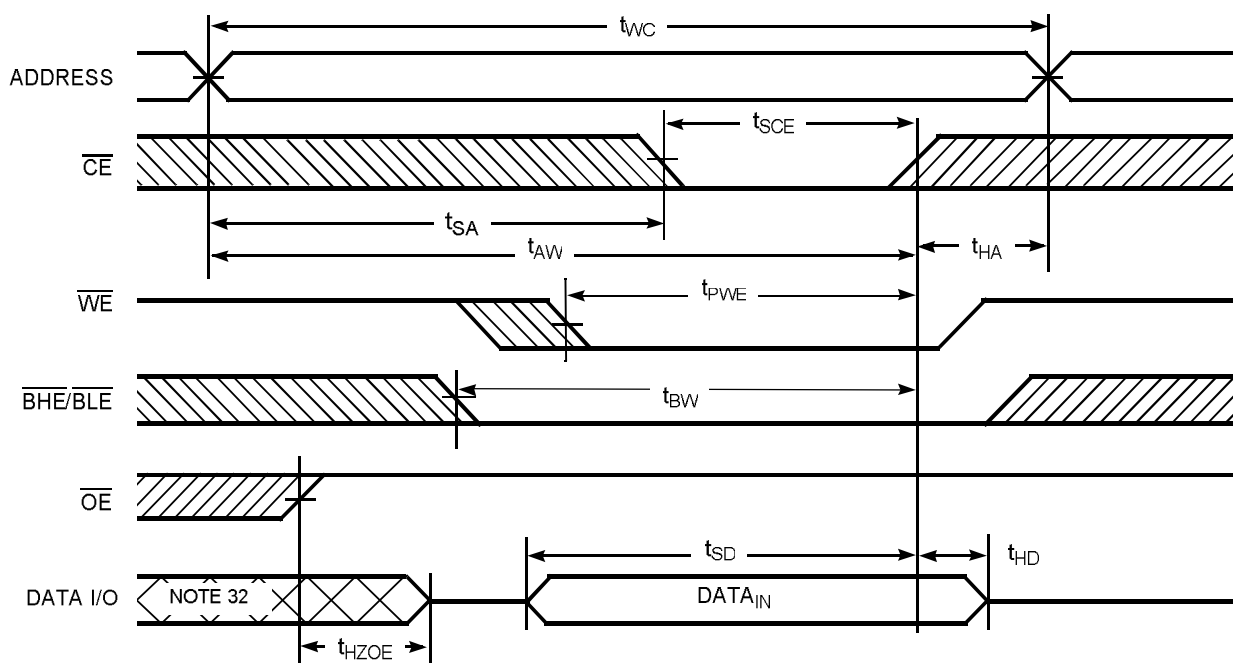 tWC
ADDRESS
tSCE
CE
tSA
tAW
tHA
WE
tPWE
BHE/BLE
tBW
OE
tSD
tHD
DATA I/O
NOTE 32
DATAIN
tHZOE